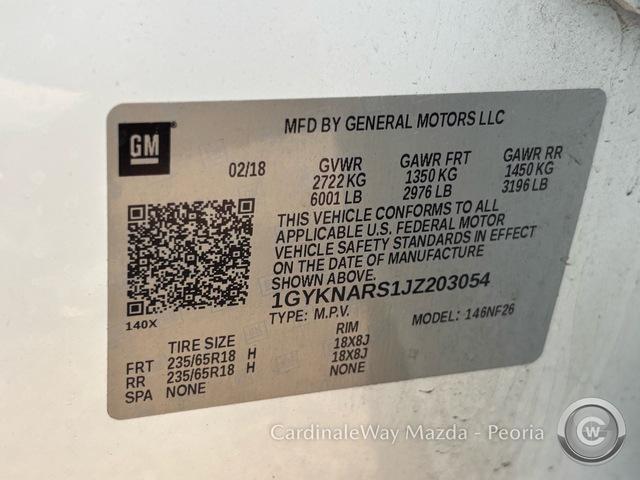 MFD BY GENERAL MOTORS LLC
GM
02/18 GVWR GAWR FRT GAWR RR
2722 KG 1350 KG 1450 KG
6001 LB 2976 LB 3196 LB
THIS VEHICLE CONFORMS TO ALL
APPLICABLE U.S. FEDERAL MOTOR
VEHICLE SAFETY STANDARDS IN EFFECT
ON THE DATE OF MANUFACTURE
SHOWN ABOVE.
1GYKNARS1JZ203054
140X
TYPE: M.P.V. MODEL: 146NF26
TIRE SIZE RIM
FRT 235/65R18 H 18X8J
RR 235/65R18 H 18X8J
SPA NONE NONE
CardinaleWay Mazda - Peoria
CW